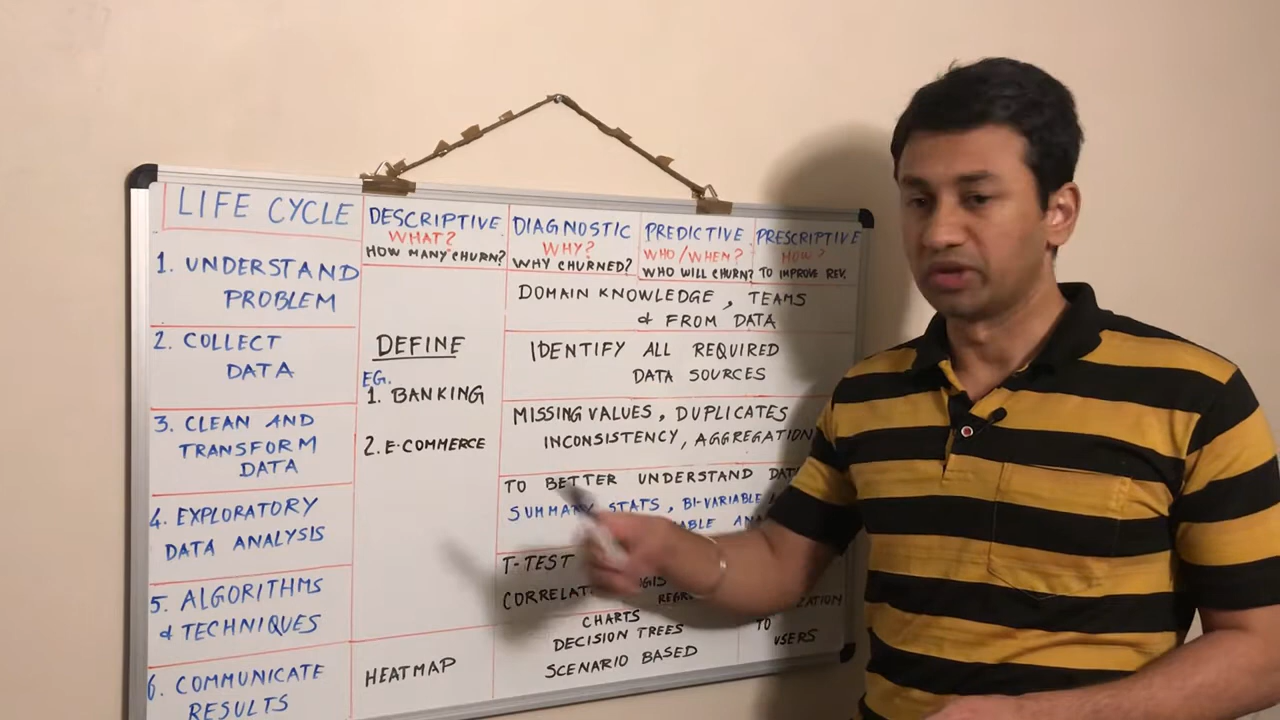 LIFE CYCLE
DESCRIPTIVE
WHAT?
HOW MANY CHURN?
DIAGNOSTIC
WHY?
WHY CHURNED?
PREDICTIVE
WHO/WHEN?
WHO WILL CHURN?
PRESCRIPTIVE
HOW?
TO IMPROVE REV.
1. UNDERSTAND
PROBLEM
DOMAIN KNOWLEDGE, TEAMS
& FROM DATA
2. COLLECT
DATA
DEFINE
EG.
1. BANKING
2. E-COMMERCE
IDENTIFY ALL REQUIRED
DATA SOURCES
3. CLEAN AND
TRANSFORM
DATA
MISSING VALUES, DUPLICATES
INCONSISTENCY, AGGREGATION
4. EXPLORATORY
DATA ANALYSIS
TO BETTER UNDERSTAND
SUMMARY STATS, BI-VARIABLE,
5. ALGORITHMS
& TECHNIQUES
T-TEST
6. COMMUNICATE
RESULTS
HEATMAP
CHARTS
DECISION TREES
SCENARIO BASED
TO
USERS